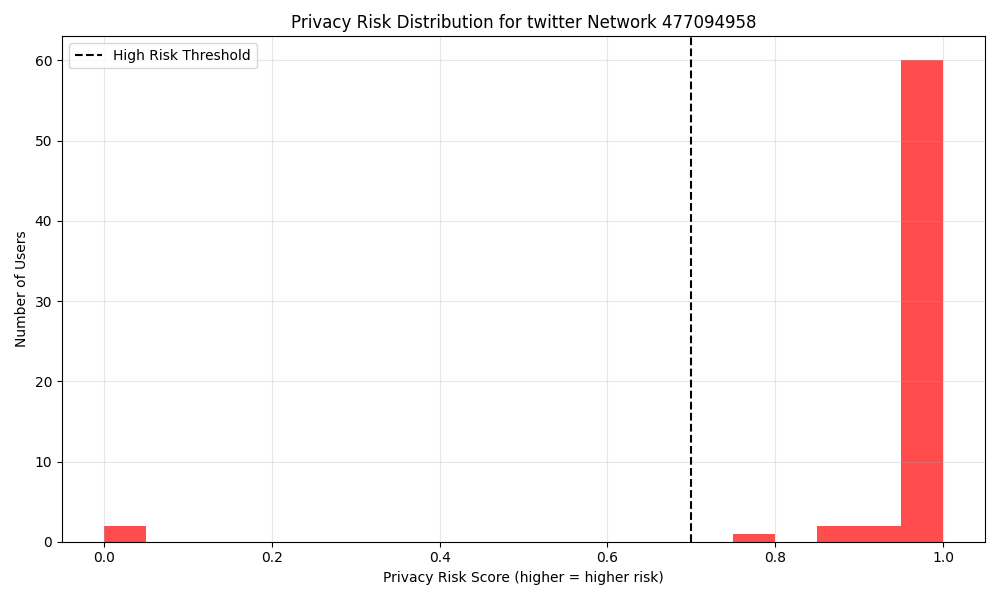 Privacy Risk Distribution for twitter Network 477094958
High Risk Threshold
60
50
40
30
20
10
0
Number of Users
0.0 0.2 0.4 0.6 0.8 1.0
Privacy Risk Score (higher = higher risk)